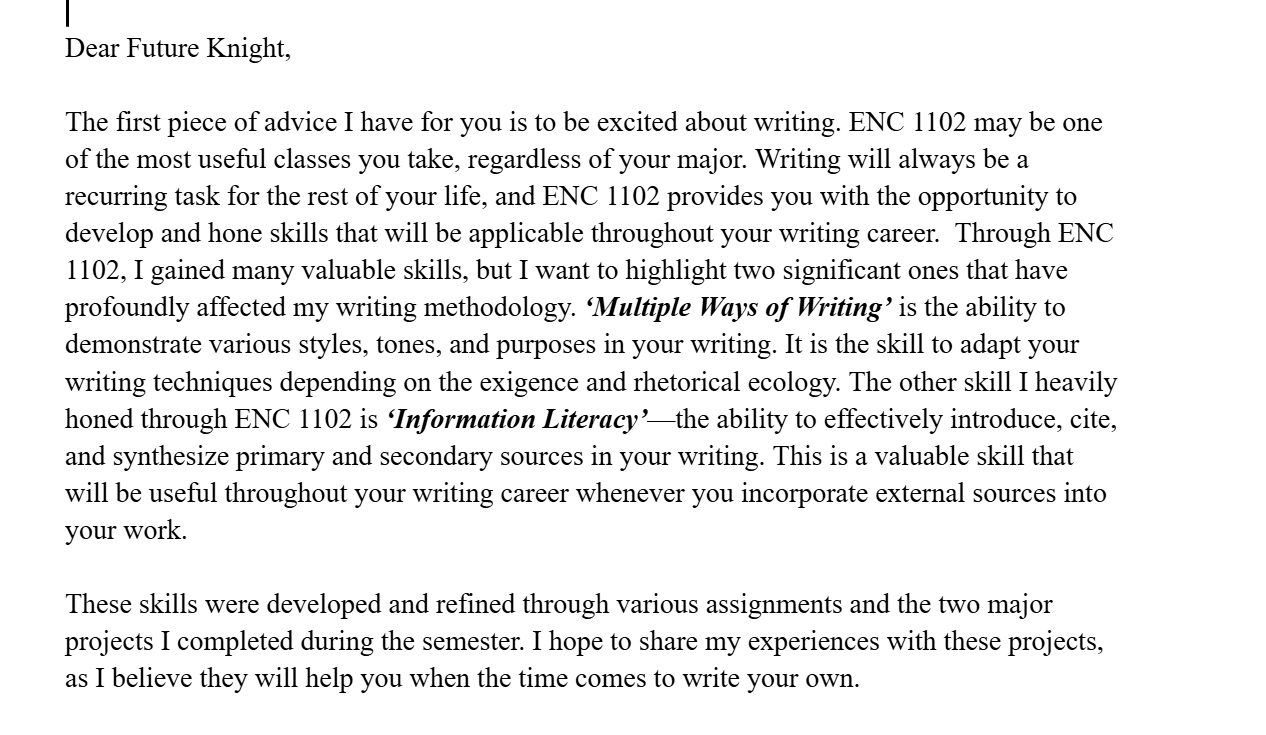 Dear Future Knight,
The first piece of advice I have for you is to be excited about writing. ENC 1102 may be one
of the most useful classes you take, regardless of your major. Writing will always be a
recurring task for the rest of your life, and ENC 1102 provides you with the opportunity to
develop and hone skills that will be applicable throughout your writing career.  Through ENC
1102, I gained many valuable skills, but I want to highlight two significant ones that have
profoundly affected my writing methodology. ‘Multiple Ways of Writing’ is the ability to
demonstrate various styles, tones, and purposes in your writing. It is the skill to adapt your
writing techniques depending on the exigence and rhetorical ecology. The other skill I heavily
honed through ENC 1102 is ‘Information Literacy’—the ability to effectively introduce, cite,
and synthesize primary and secondary sources in your writing. This is a valuable skill that
will be useful throughout your writing career whenever you incorporate external sources into
your work.
These skills were developed and refined through various assignments and the two major
projects I completed during the semester. I hope to share my experiences with these projects,
as I believe they will help you when the time comes to write your own.